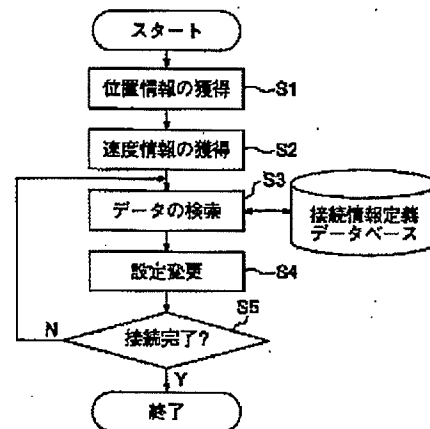 スタート
位置情報の獲得
S1
速度情報の獲得
S2
S3
データの検索
接続情報定義
データベース
設定変更
S4
S5
接続完了?
N
Y
終了